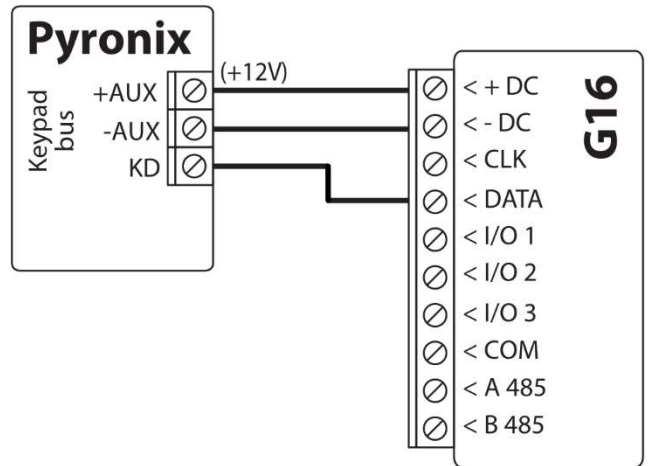 Pyronix
Keypad
bus
+AUX
-AUX
KD
(+12V)
G16
< + DC
< - DC
< CLK
< DATA
< I/O 1
< I/O 2
< I/O 3
< COM
< A 485
< B 485